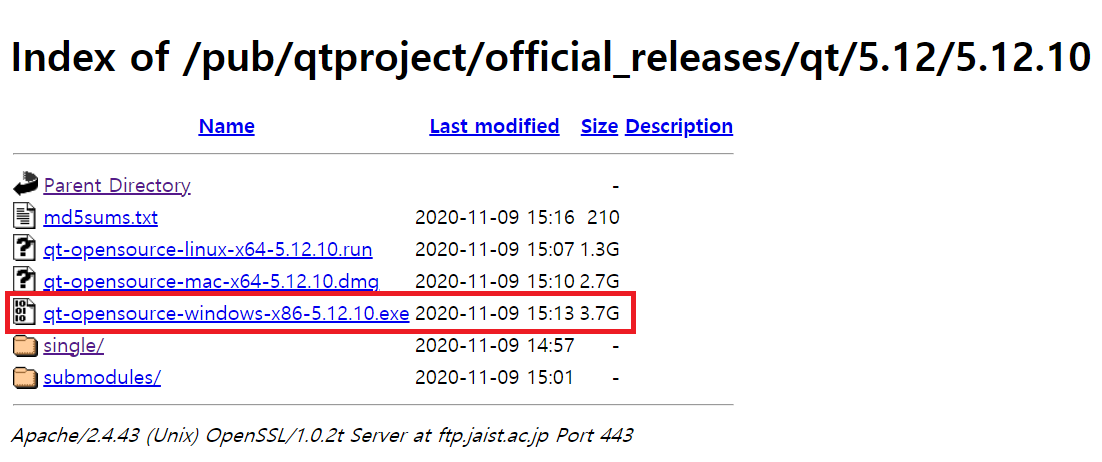 Index of /pub/qtproject/official_releases/qt/5.12/5.12.10
Name Last modified Size Description
Parent Directory -
md5sums.txt 2020-11-09 15:16 210
qt-opensource-linux-x64-5.12.10.run 2020-11-09 15:07 1.3G
qt-opensource-mac-x64-5.12.10.dmg 2020-11-09 15:10 2.7G
qt-opensource-windows-x86-5.12.10.exe 2020-11-09 15:13 3.7G
single/ 2020-11-09 14:57 -
submodules/ 2020-11-09 15:01 -
Apache/2.4.43 (Unix) OpenSSL/1.0.2t Server at ftp.jaist.ac.jp Port 443